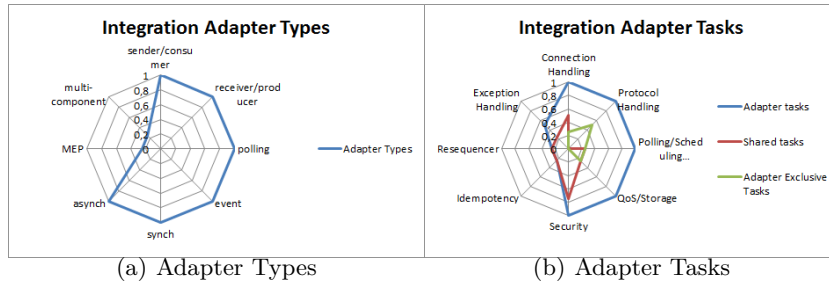 Integration Adapter Types
sender/consu
mer
receiver/prod
ucer
polling
event
synch
asynch
MEP
multi-
component
1
0,8
0,6
0,4
0,2
0
Adapter Types
(a) Adapter Types
Integration Adapter Tasks
Connection
Handling
Protocol
Handling
Polling/Sched
uling...
QoS/Storage
Security
Idempotency
Resequencer
Exception
Handling
1
0,8
0,6
0,4
0,2
0
Adapter tasks
Shared tasks
Adapter Exclusive
Tasks
(b) Adapter Tasks